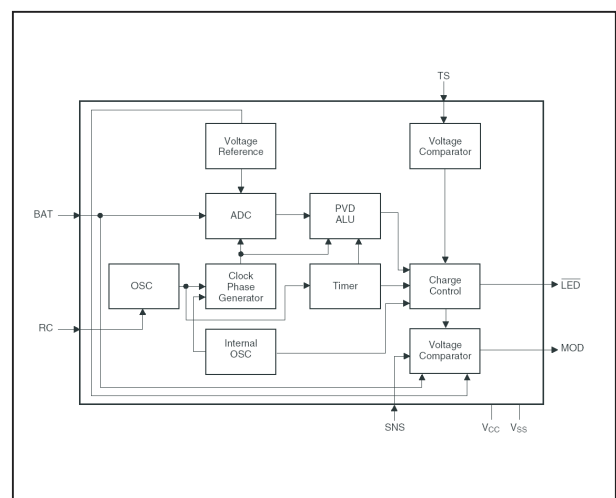 TS
Voltage
Reference
Voltage
Comparator
BAT
ADC
PVD
ALU
OSC
Clock
Phase
Generator
Timer
Charge
Control
LED
RC
Internal
OSC
Voltage
Comparator
MOD
SNS
VCC
VSS